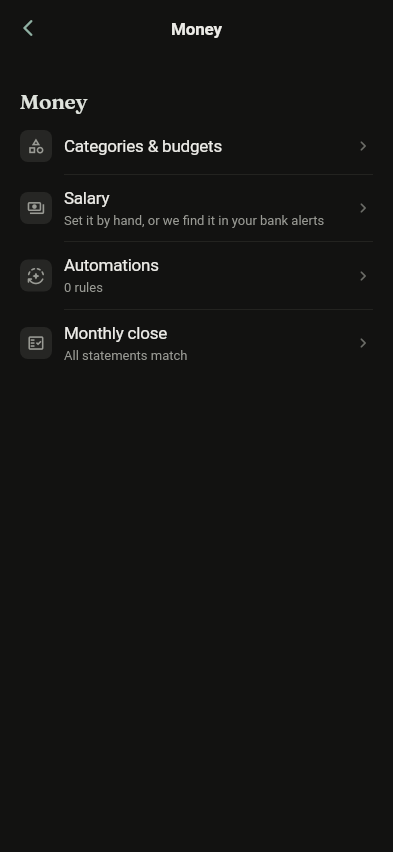 Money
Money
Categories & budgets
Salary
Set it by hand, or we find it in your bank alerts
Automations
0 rules
Monthly close
All statements match